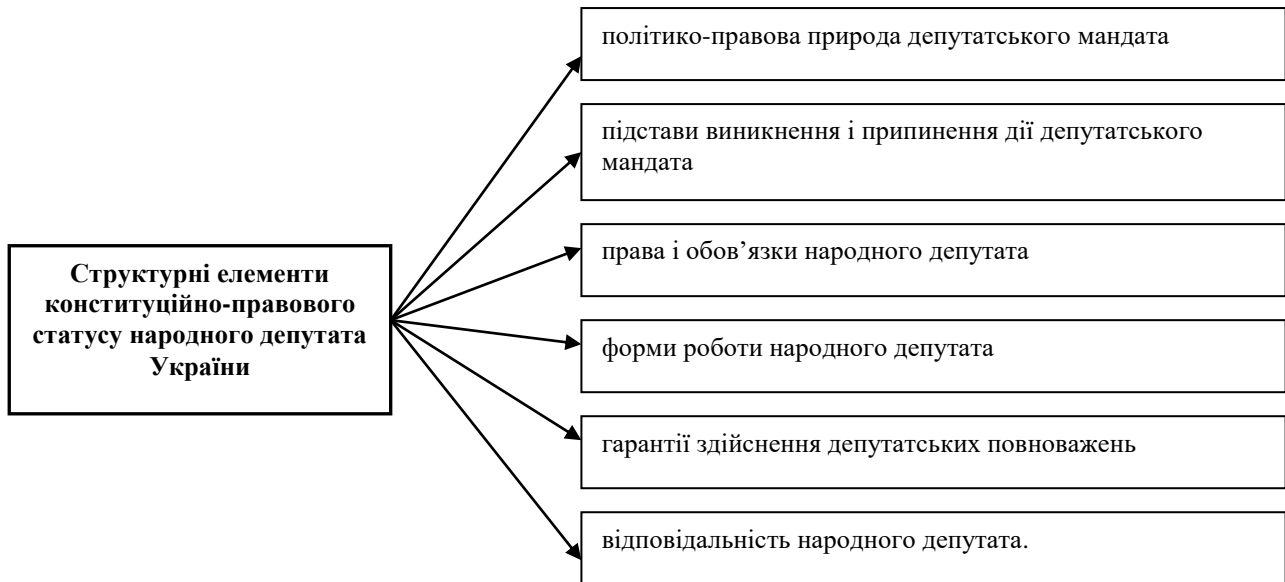 Структурні елементи
конституційно-правового
статусу народного депутата
України
політико-правова природа депутатського мандата
підстави виникнення і припинення дії депутатського
мандата
права і обов’язки народного депутата
форми роботи народного депутата
гарантії здійснення депутатських повноважень
відповідальність народного депутата.